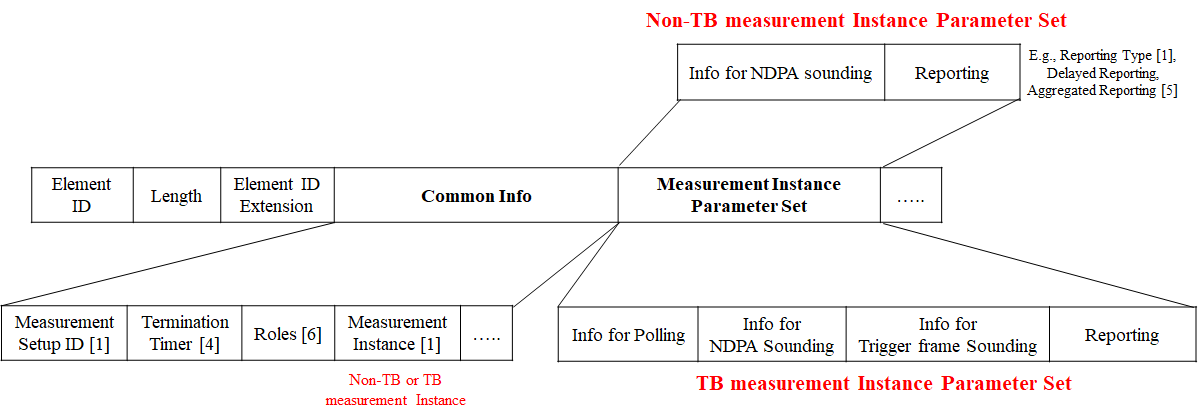 Non-TB measurement Instance Parameter Set
Info for NDPA sounding
Reporting
E.g., Reporting Type [1],
Delayed Reporting,
Aggregated Reporting [5]
Element
ID
Length
Element ID
Extension
Common Info
Measurement Instance
Parameter Set
.....
Measurement
Setup ID [1]
Termination
Timer [4]
Roles [6]
Measurement
Instance [1]
.....
Non-TB or TB
measurement Instance
Info for Polling
Info for
NDPA Sounding
Info for
Trigger frame Sounding
Reporting
TB measurement Instance Parameter Set